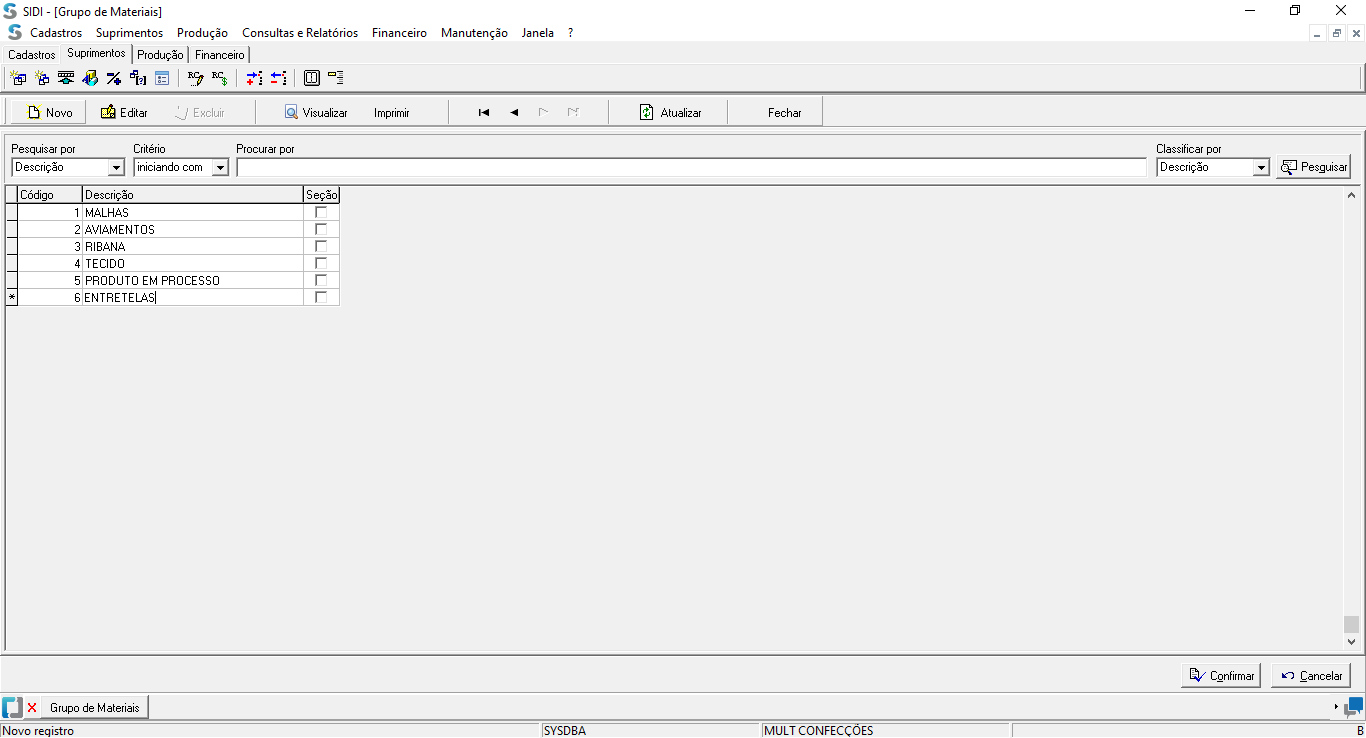 SIDI - [Grupo de Materiais]
Cadastros Suprimentos Produção Consultas e Relatórios Financeiro Manutenção Janela ?
Cadastros Suprimentos Produção Financeiro
RC RC$
Novo Editar Excluir Visualizar Imprimir Atualizar Fechar
Pesquisar por Critério Procurar por Classificar por
Descrição iniciando com Descrição Pesquisar
Código Descrição Seção
1 MALHAS
2 AVIAMENTOS
3 RIBANA
4 TECIDO
5 PRODUTO EM PROCESSO
* 6 ENTRETELAS
Confirmar Cancelar
Grupo de Materiais
Novo registro SYSDBA MULT CONFECÇÕES B